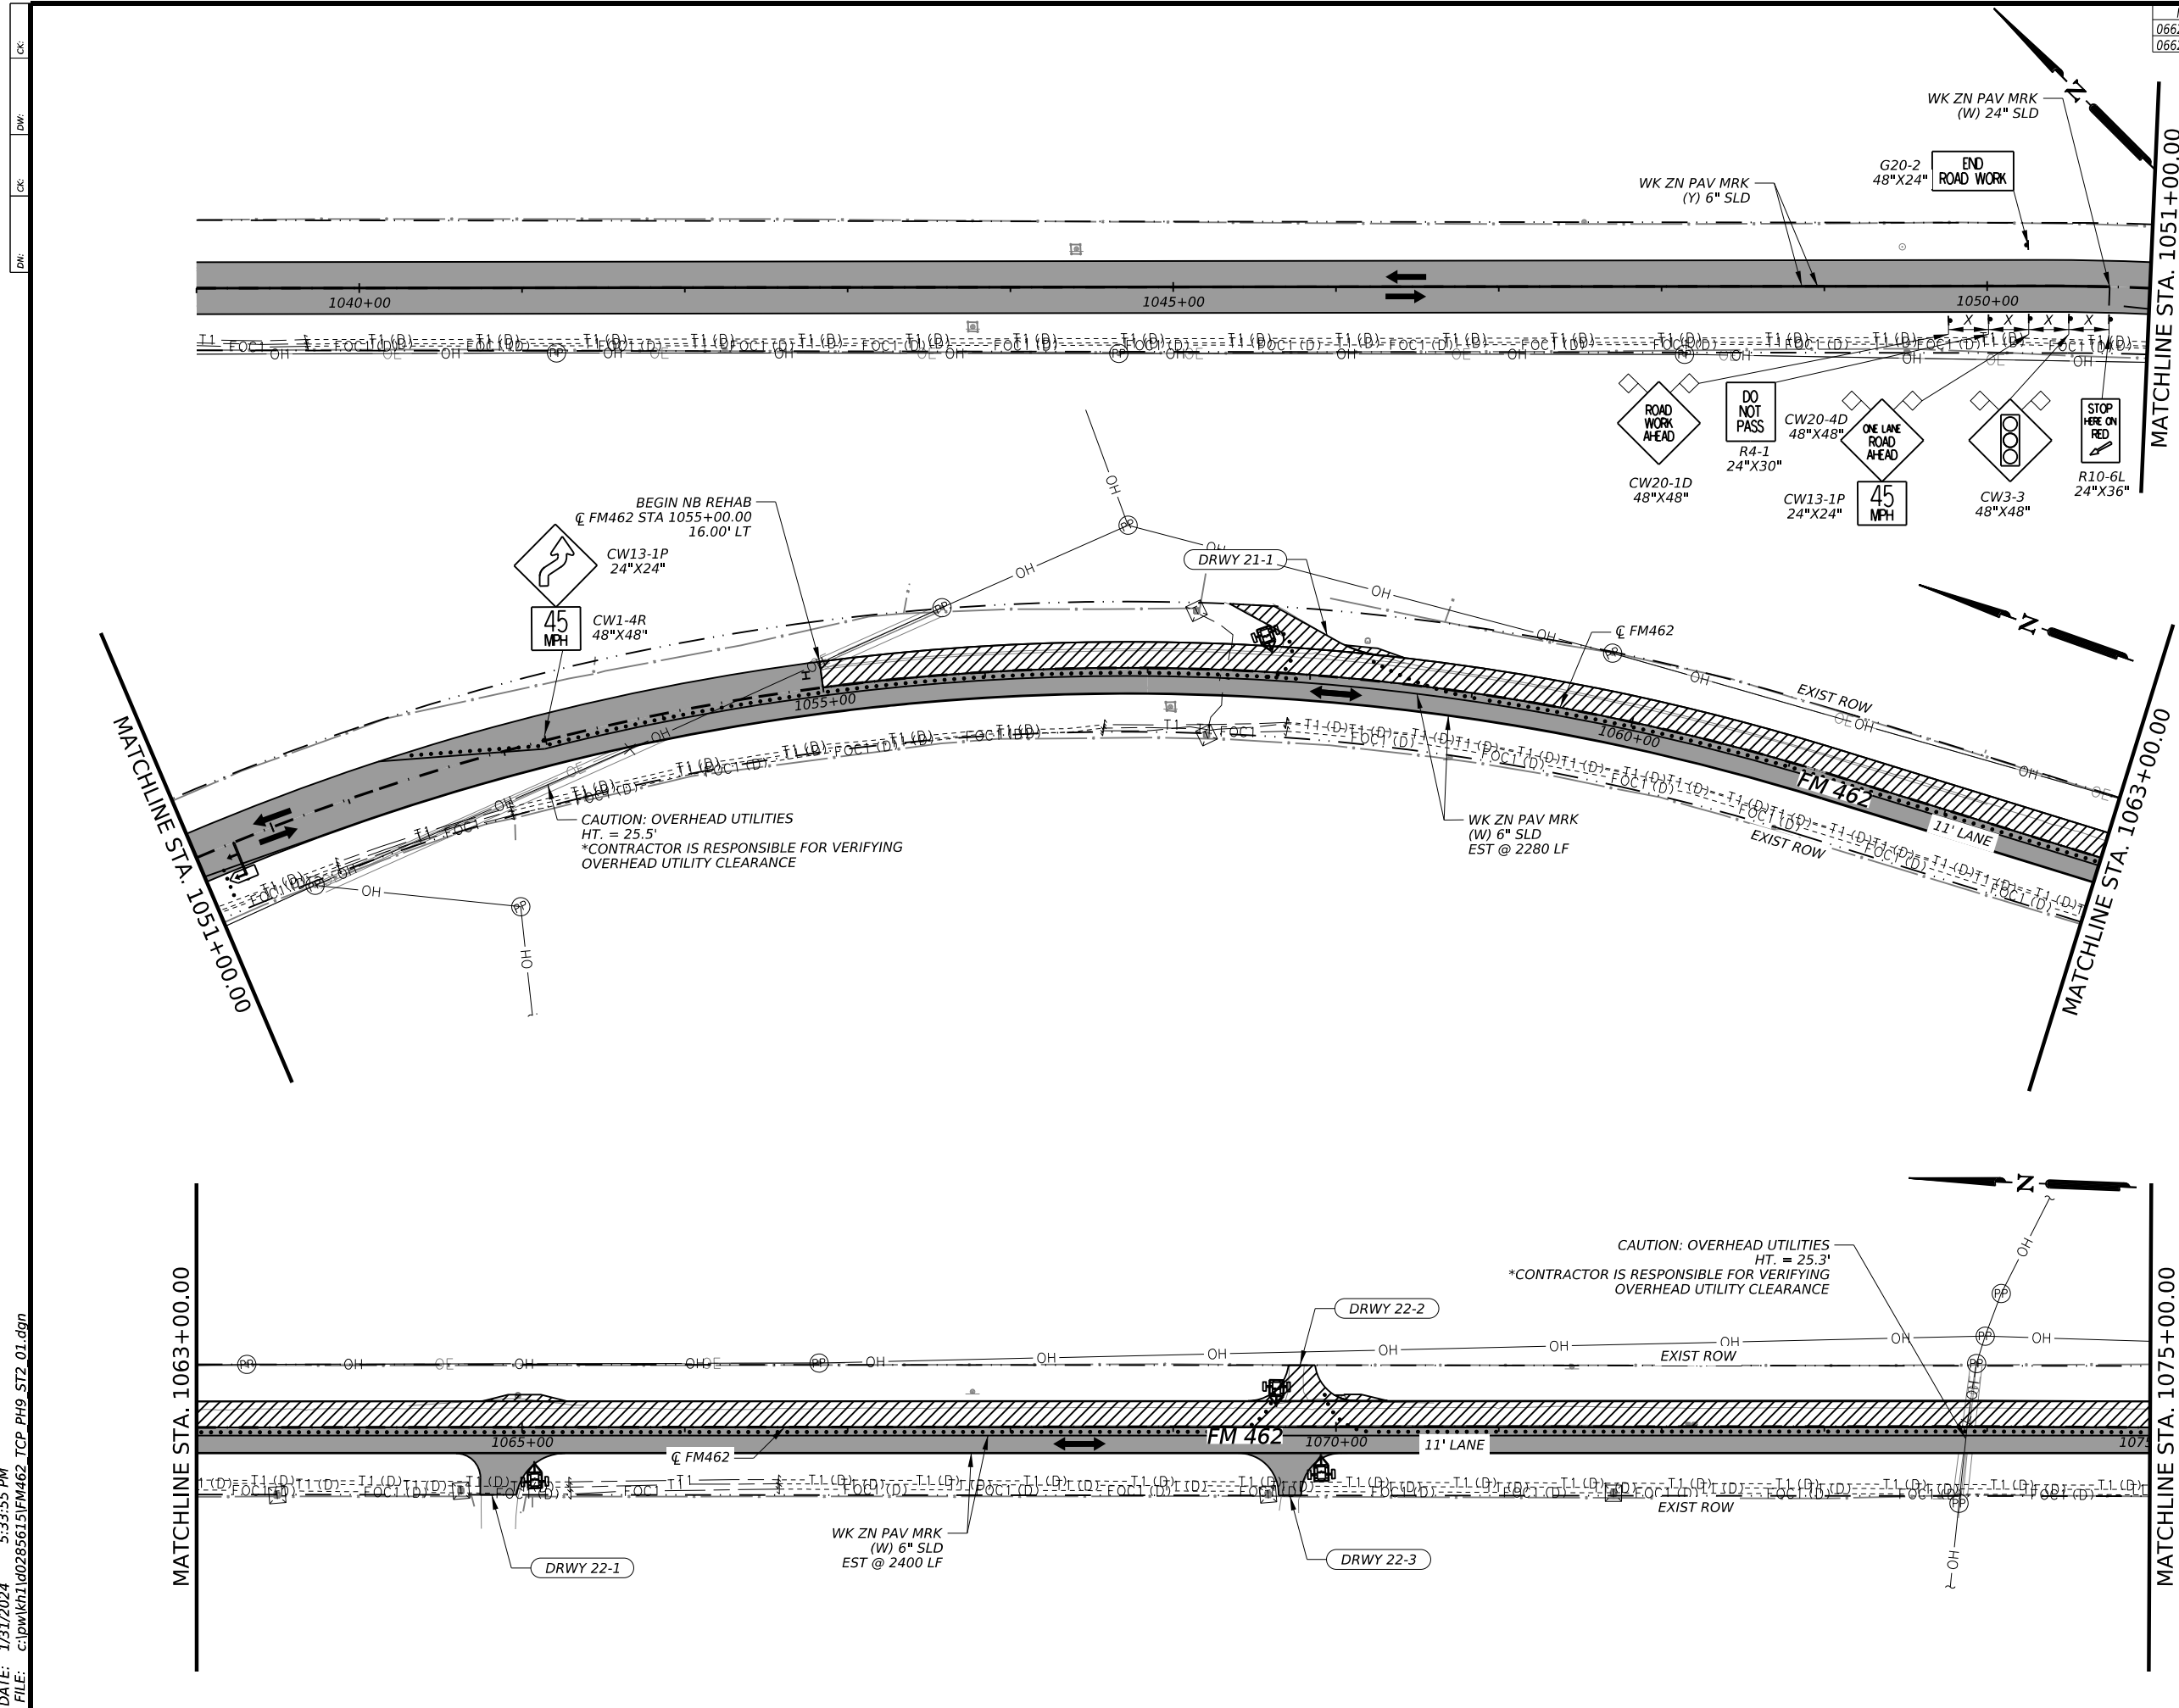 CK:
DW:
CK:
DN:
DATE: 1/31/2024 5:33:55 PM
FILE: c:\pw\kh1\d0285615\FM462_TCP_PH9_ST2_01.dgn
0662
0662
N
WK ZN PAV MRK
(W) 24" SLD
G20-2
48"X24"
END
ROAD WORK
WK ZN PAV MRK
(Y) 6" SLD
MATCHLINE STA. 1051+00.00
1040+00
1045+00
1050+00
X X X X
ROAD
WORK
AHEAD
CW20-1D
48"X48"
DO
NOT
PASS
R4-1
24"X30"
CW20-4D
48"X48"
ONE LANE
ROAD
AHEAD
CW13-1P
24"X24"
45
MPH
CW3-3
48"X48"
STOP
HERE ON
RED
R10-6L
24"X36"
BEGIN NB REHAB
℄ FM462 STA 1055+00.00
16.00' LT
CW13-1P
24"X24"
45
MPH
CW1-4R
48"X48"
DRWY 21-1
℄ FM462
N
EXIST ROW
1055+00
1060+00
FM 462
11' LANE
EXIST ROW
CAUTION: OVERHEAD UTILITIES
HT. = 25.5'
*CONTRACTOR IS RESPONSIBLE FOR VERIFYING
OVERHEAD UTILITY CLEARANCE
WK ZN PAV MRK
(W) 6" SLD
EST @ 2280 LF
MATCHLINE STA. 1051+00.00
MATCHLINE STA. 1063+00.00
N
CAUTION: OVERHEAD UTILITIES
HT. = 25.3'
*CONTRACTOR IS RESPONSIBLE FOR VERIFYING
OVERHEAD UTILITY CLEARANCE
DRWY 22-2
EXIST ROW
MATCHLINE STA. 1063+00.00
MATCHLINE STA. 1075+00.00
1065+00
℄ FM462
FM 462
1070+00
11' LANE
1075
EXIST ROW
WK ZN PAV MRK
(W) 6" SLD
EST @ 2400 LF
DRWY 22-1
DRWY 22-3